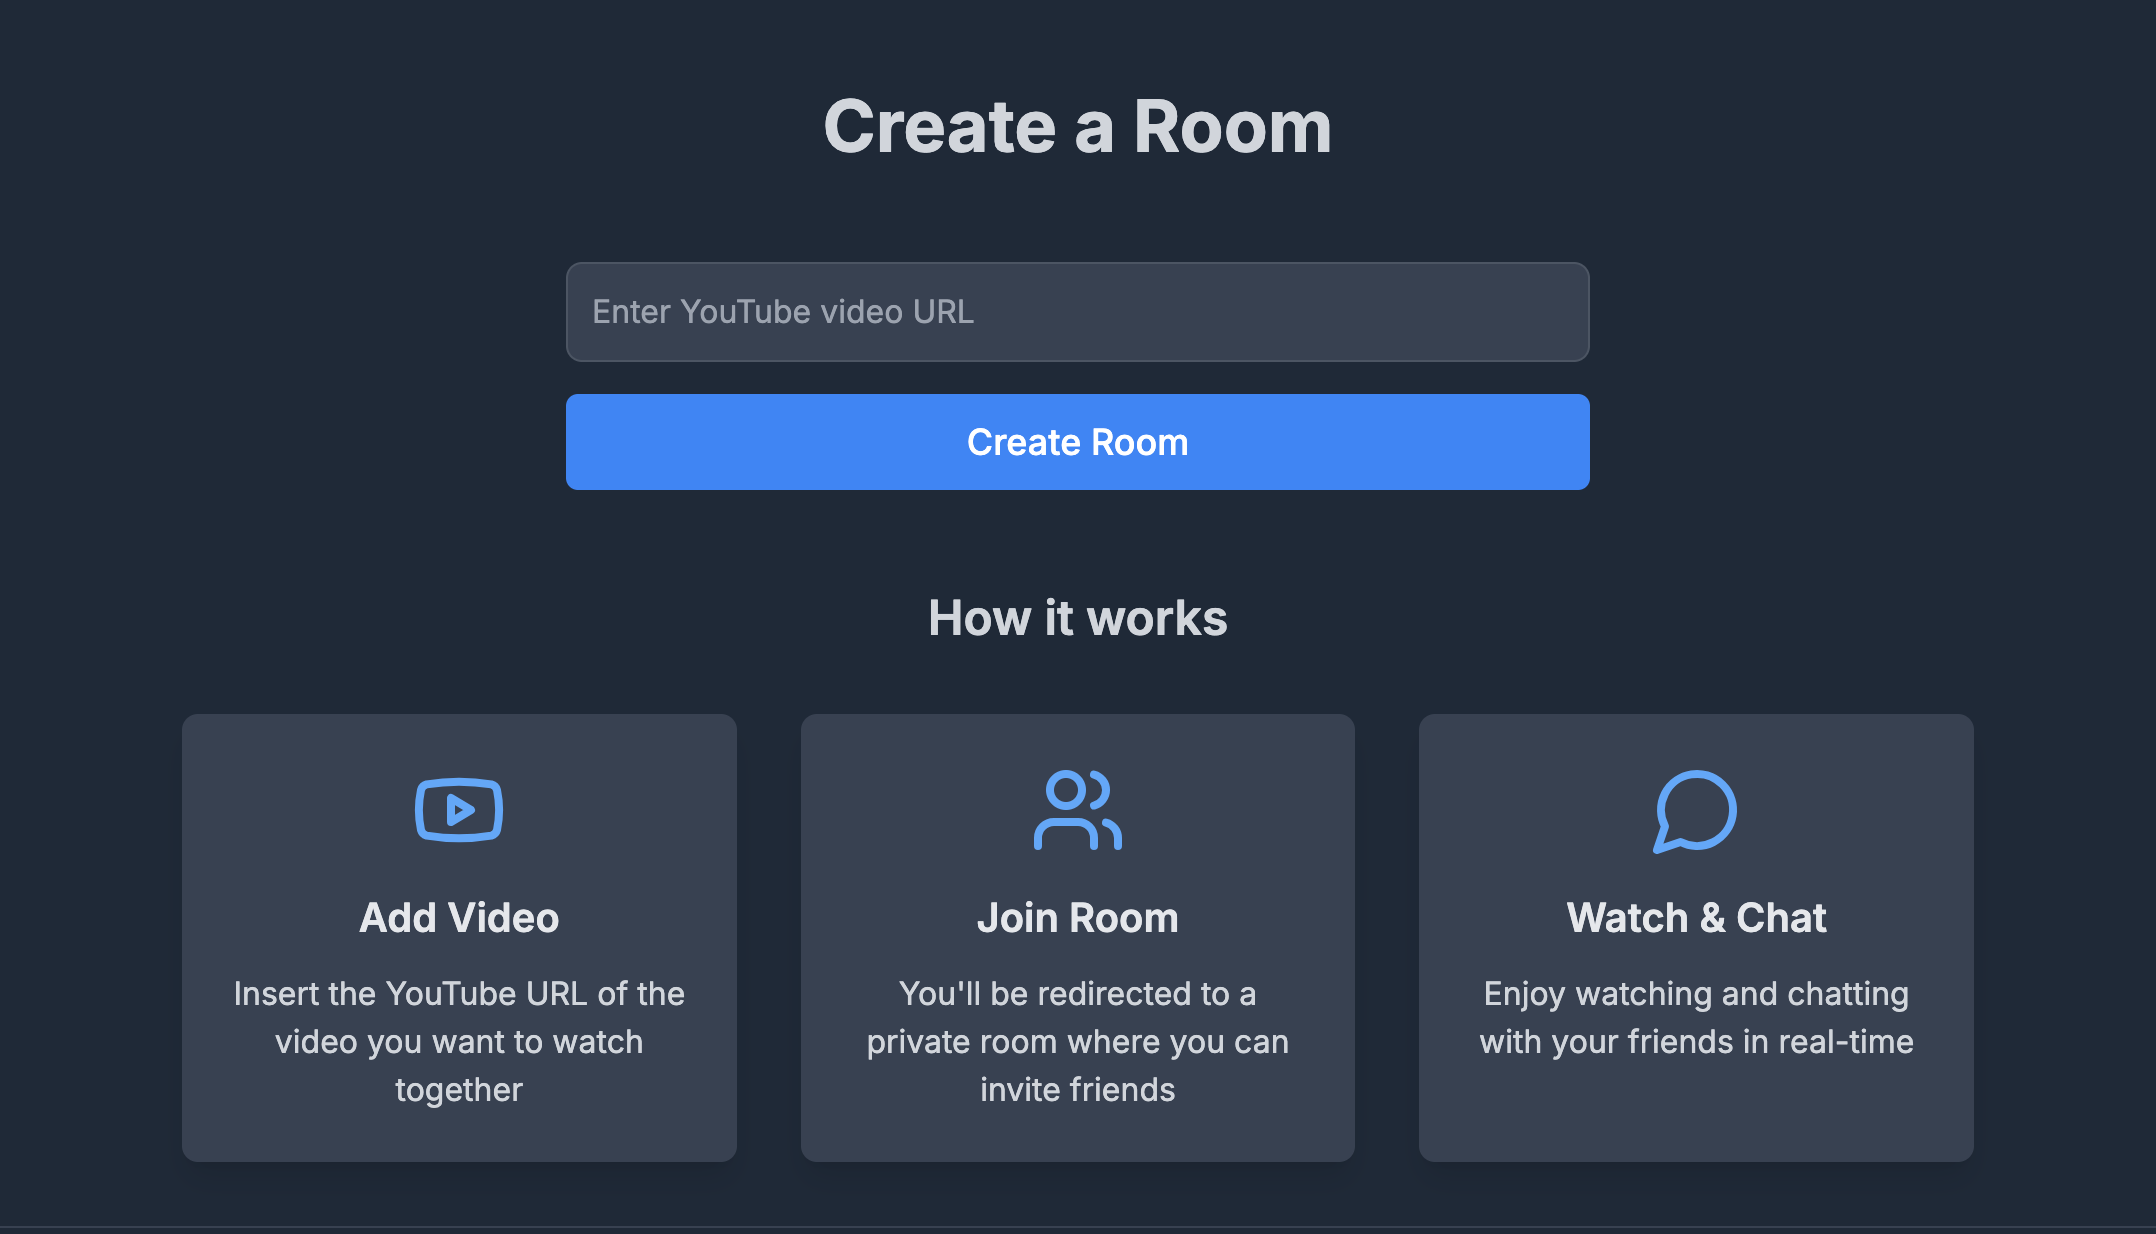 Create a Room
Enter YouTube video URL
Create Room
How it works
Add Video
Insert the YouTube URL of the
video you want to watch
together
Join Room
You'll be redirected to a
private room where you can
invite friends
Watch & Chat
Enjoy watching and chatting
with your friends in real-time